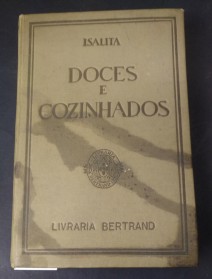 ISALITA
DOCES
E
COZINHADOS
LIVRARIA BERTRAND